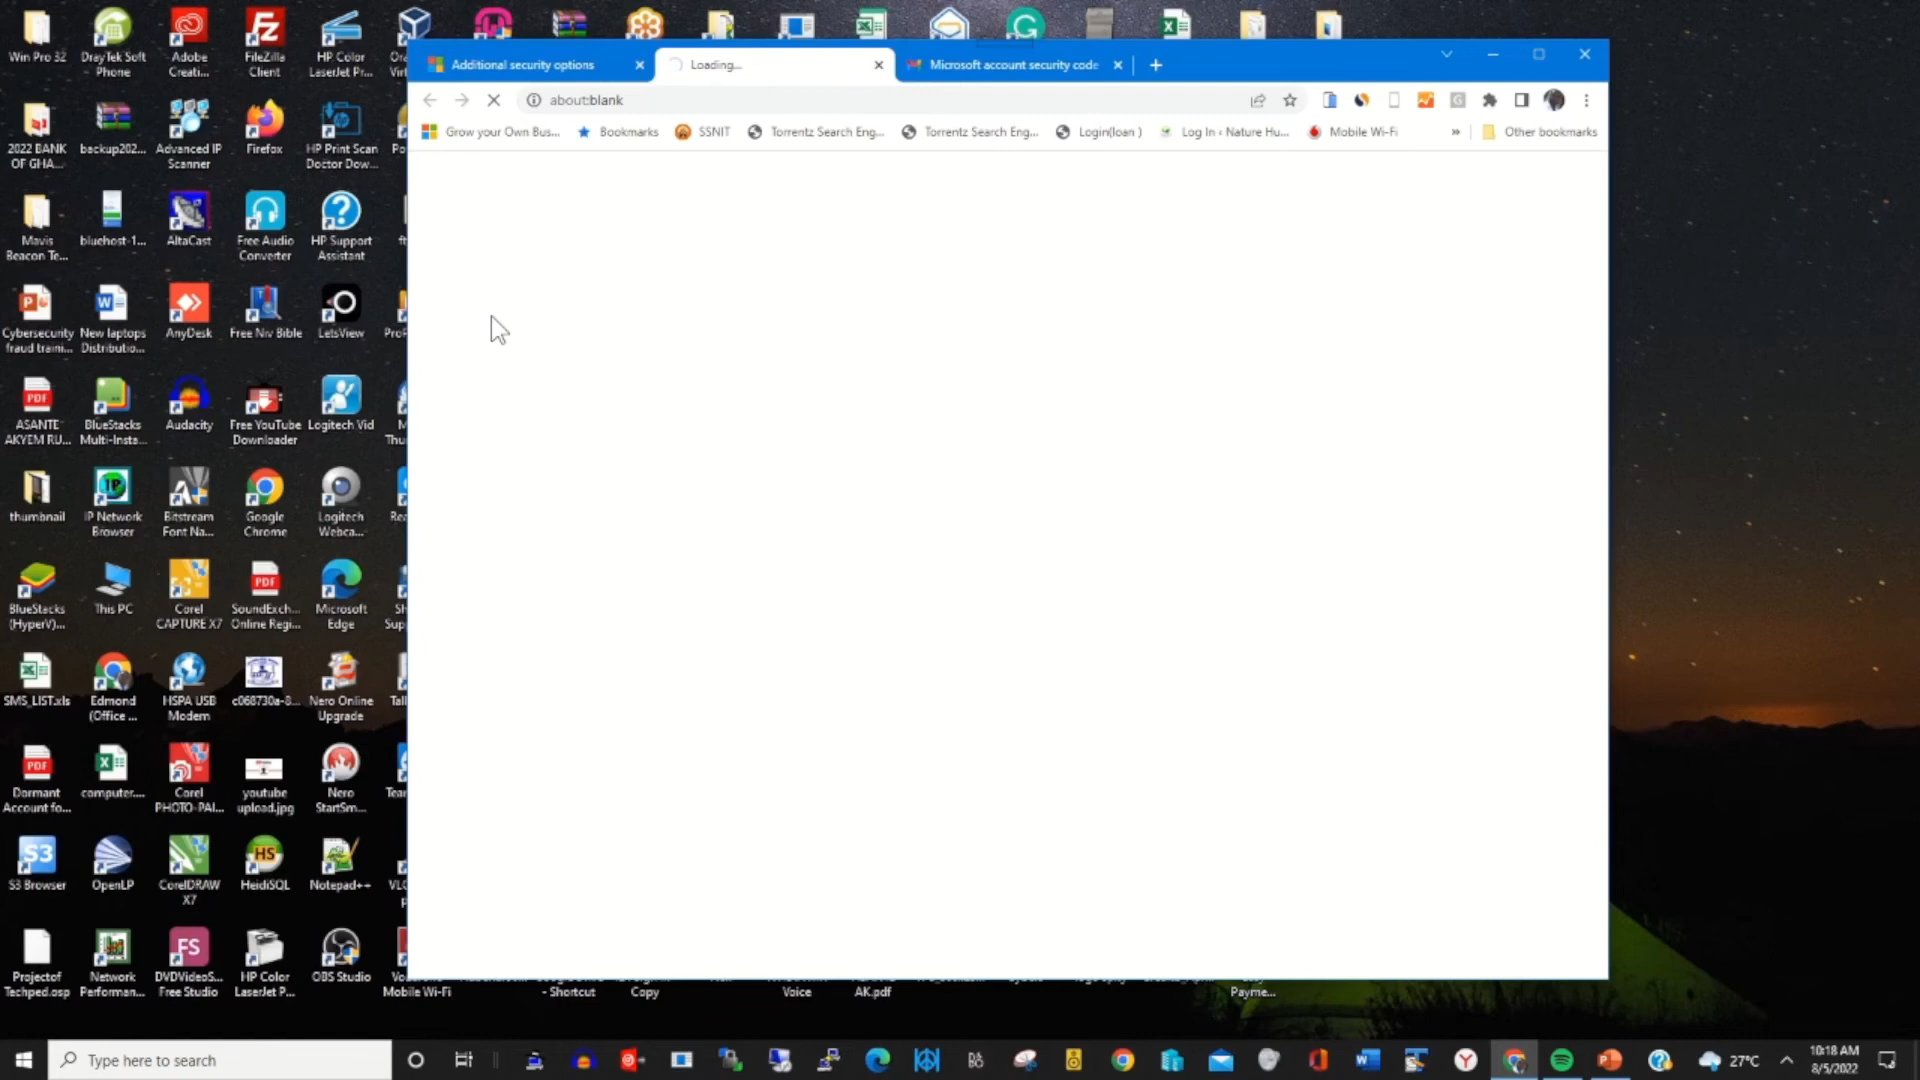 Additional security options
Loading...
Microsoft account security code
about:blank
Grow your Own Bus...
Bookmarks
SSNIT
Torrentz Search Eng...
Torrentz Search Eng...
Login(loan )
Log In ‹ Nature Hu...
Mobile Wi-Fi
»
Other bookmarks
Win Pro 32
DrayTek Soft
Phone
Adobe
Creati...
FileZilla
Client
HP Color
LaserJet Pr...
2022 BANK
OF GHA...
backup202...
Advanced IP
Scanner
Firefox
HP Print Scan
Doctor Dow...
Mavis
Beacon Te...
bluehost-1...
AltaCast
Free Audio
Converter
HP Support
Assistant
Cybersecurity
fraud traini...
New laptops
Distributio...
AnyDesk
Free Niv Bible
LetsView
ASANTE
AKYEM RU...
BlueStacks
Multi-Insta...
Audacity
Free YouTube
Downloader
Logitech Vid
thumbnail
IP Network
Browser
Bitstream
Font Na...
Google
Chrome
Logitech
Webca...
BlueStacks
(HyperV)...
This PC
Corel
CAPTURE X7
SoundExch...
Online Regi...
Microsoft
Edge
SMS_LIST.xls
Edmond
(Office ...
HSPA USB
Modem
c068730a-8...
Nero Online
Upgrade
Dormant
Account fo...
computer....
Corel
PHOTO-PAI...
youtube
upload.jpg
Nero
StartSm...
S3 Browser
OpenLP
CorelDRAW
X7
HeidiSQL
Notepad++
Projectof
Techped.osp
Network
Performan...
DVDVideoS...
Free Studio
HP Color
LaserJet P...
OBS Studio
Mobile Wi-Fi
- Shortcut
Copy
Voice
AK.pdf
Payme...
Type here to search
27°C
10:18 AM
8/5/2022